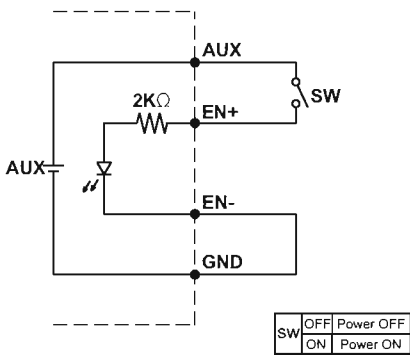 AUX
2KΩ
SW
EN+
AUX
EN-
GND
SW OFF Power OFF
ON Power ON